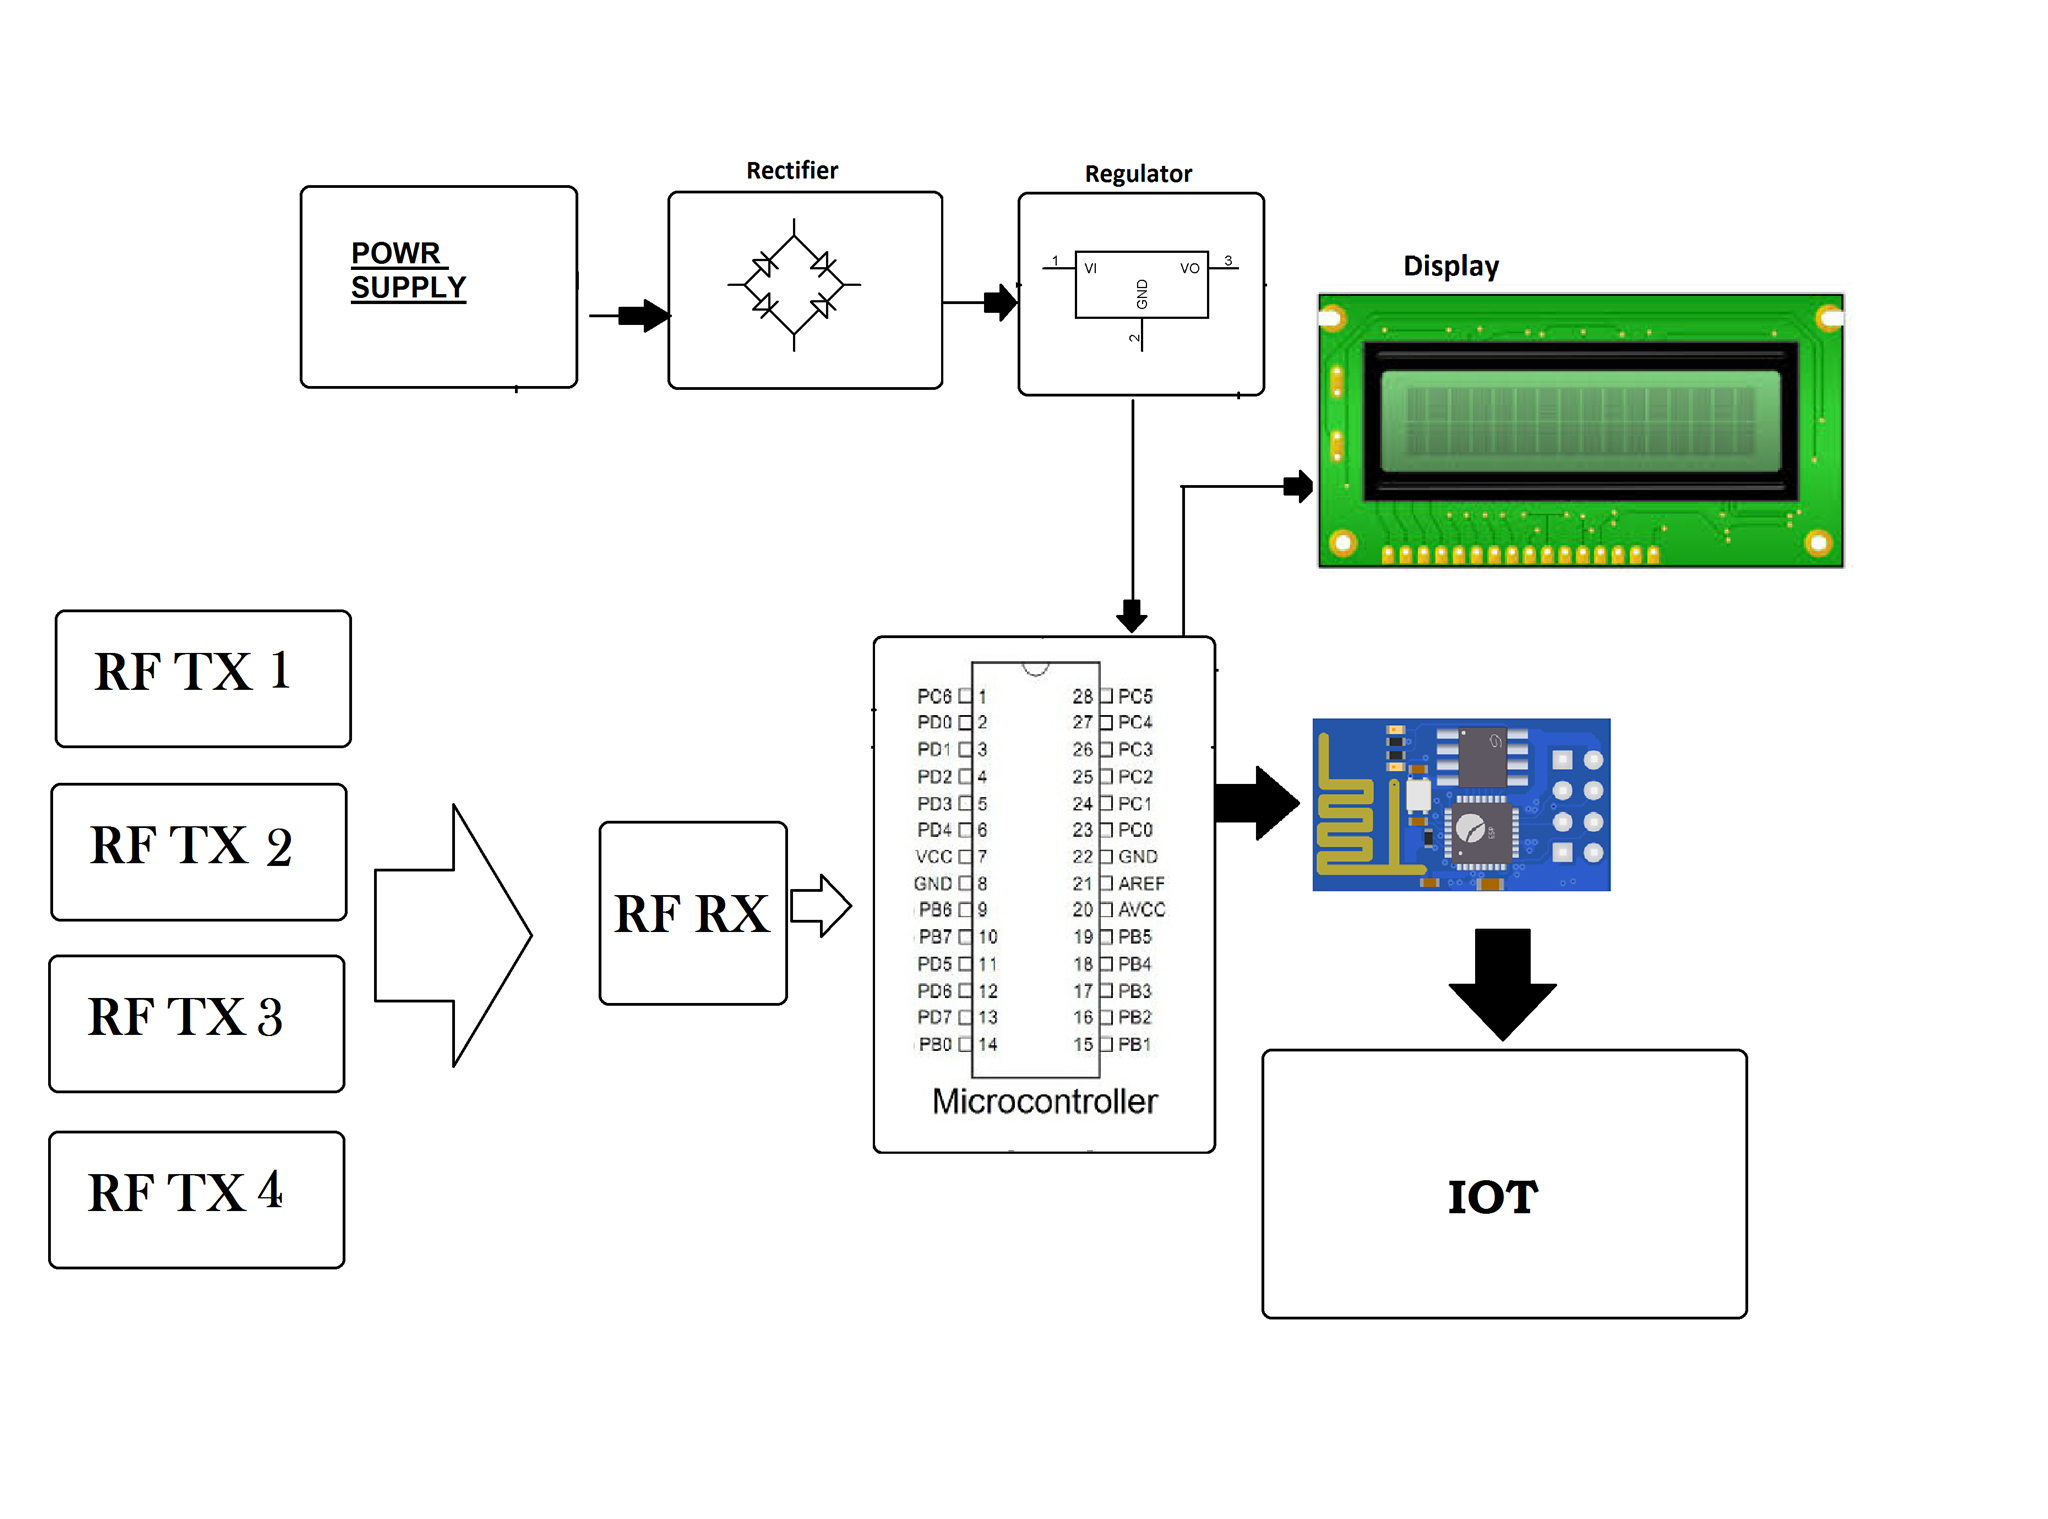 Rectifier
Regulator
POWR
SUPPLY
1
VI
VO
3
GND
2
Display
RF TX 1
RF TX 2
RF TX 3
RF TX 4
RF RX
PC6 1 28 PC5
PD0 2 27 PC4
PD1 3 26 PC3
PD2 4 25 PC2
PD3 5 24 PC1
PD4 6 23 PC0
VCC 7 22 GND
GND 8 21 AREF
PB6 9 20 AVCC
PB7 10 19 PB5
PD5 11 18 PB4
PD6 12 17 PB3
PD7 13 16 PB2
PB0 14 15 PB1
Microcontroller
ESP
IOT